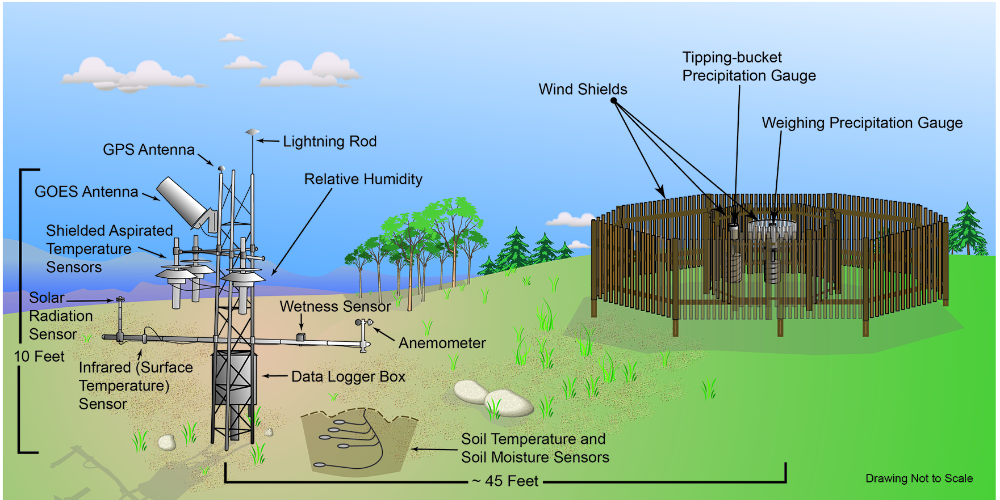 Tipping-bucket
Precipitation Gauge
Wind Shields
Weighing Precipitation Gauge
Lightning Rod
GPS Antenna
Relative Humidity
GOES Antenna
Shielded Aspirated
Temperature
Sensors
Solar
Radiation
Sensor
Wetness Sensor
Anemometer
10 Feet
Infrared (Surface
Temperature)
Sensor
Data Logger Box
Soil Temperature and
Soil Moisture Sensors
~ 45 Feet
Drawing Not to Scale